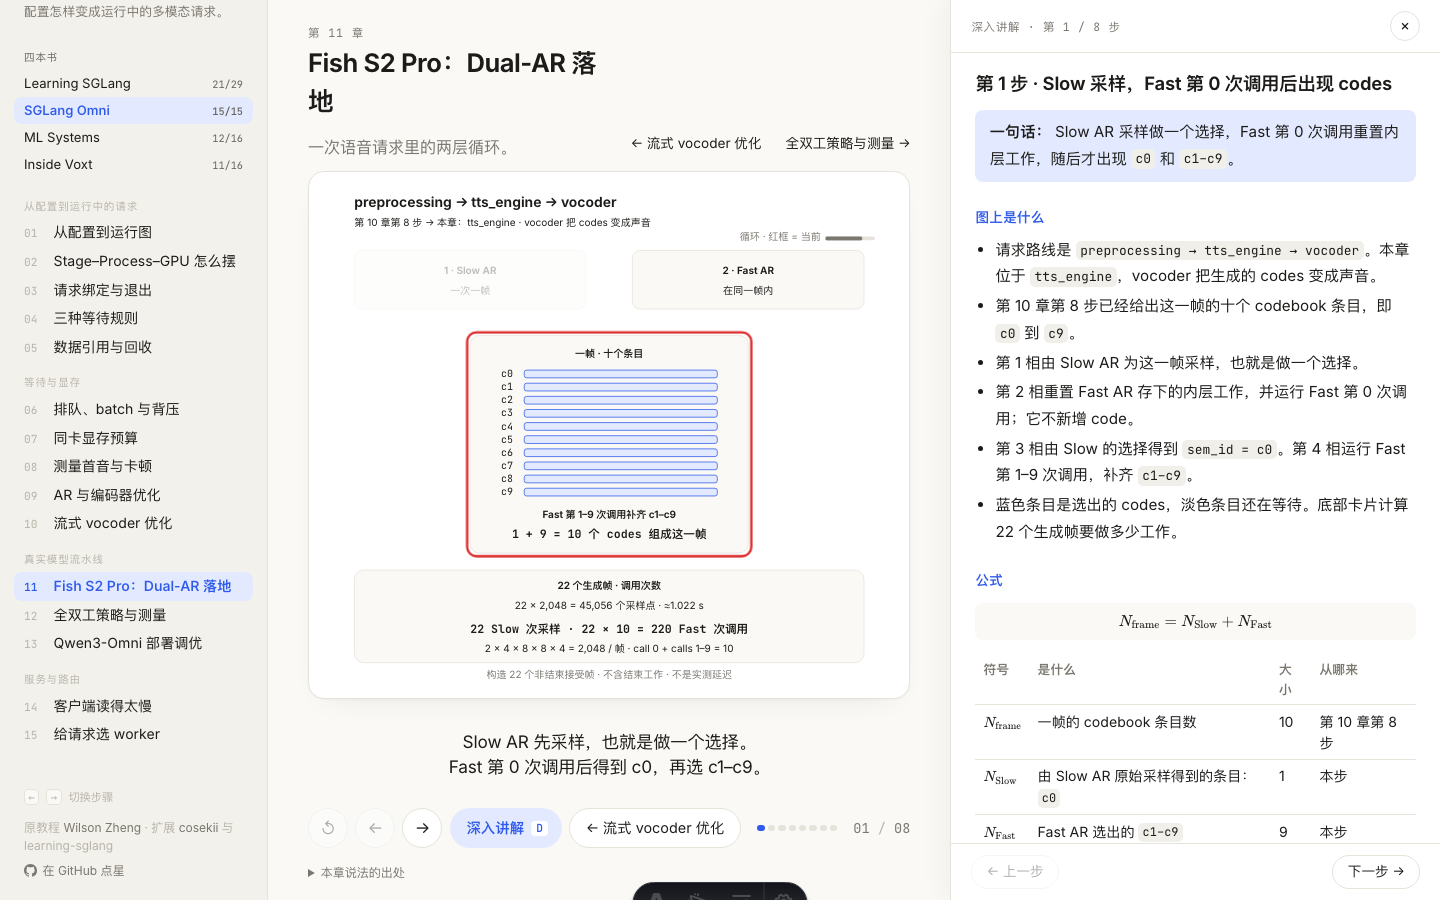 配置怎样变成运行中的多模态请求。
四本书
Learning SGLang 21/29
SGLang Omni 15/15
ML Systems 12/16
Inside Voxt 11/16
从配置到运行中的请求
01 从配置到运行图
02 Stage–Process–GPU 怎么摆
03 请求绑定与退出
04 三种等待规则
05 数据引用与回收
等待与显存
06 排队、batch 与背压
07 同卡显存预算
08 测量首音与卡顿
09 AR 与编码器优化
10 流式 vocoder 优化
真实模型流水线
11 Fish S2 Pro：Dual-AR 落地
12 全双工策略与测量
13 Qwen3-Omni 部署调优
服务与路由
14 客户端读得太慢
15 给请求选 worker
← → 切换步骤
原教程 Wilson Zheng · 扩展 cosekii 与
learning-sglang
在 GitHub 点星
第 11 章
Fish S2 Pro：Dual-AR 落
地
一次语音请求里的两层循环。
← 流式 vocoder 优化 全双工策略与测量 →
preprocessing → tts_engine → vocoder
第 10 章第 8 步 → 本章：tts_engine · vocoder 把 codes 变成声音
循环 · 红框 = 当前
1 · Slow AR
一次一帧
2 · Fast AR
在同一帧内
一帧 · 十个条目
c0
c1
c2
c3
c4
c5
c6
c7
c8
c9
Fast 第 1–9 次调用补齐 c1–c9
1 + 9 = 10 个 codes 组成这一帧
22 个生成帧 · 调用次数
22 × 2,048 = 45,056 个采样点 · ≈1.022 s
22 Slow 次采样 · 22 × 10 = 220 Fast 次调用
2 × 4 × 8 × 8 × 4 = 2,048 / 帧 · call 0 + calls 1–9 = 10
构造 22 个非结束接受帧 · 不含结束工作 · 不是实测延迟
Slow AR 先采样，也就是做一个选择。
Fast 第 0 次调用后得到 c0，再选 c1–c9。
← → 深入讲解 D ← 流式 vocoder 优化 01 / 08
▶ 本章说法的出处
深入讲解 · 第 1 / 8 步
×
第 1 步 · Slow 采样，Fast 第 0 次调用后出现 codes
一句话： Slow AR 采样做一个选择，Fast 第 0 次调用重置内
层工作，随后才出现 c0 和 c1–c9。
图上是什么
• 请求路线是 preprocessing → tts_engine → vocoder。本章
位于 tts_engine，vocoder 把生成的 codes 变成声音。
• 第 10 章第 8 步已经给出这一帧的十个 codebook 条目，即
c0 到 c9。
• 第 1 相由 Slow AR 为这一帧采样，也就是做一个选择。
• 第 2 相重置 Fast AR 存下的内层工作，并运行 Fast 第 0 次调
用；它不新增 code。
• 第 3 相由 Slow 的选择得到 sem_id = c0。第 4 相运行 Fast
第 1–9 次调用，补齐 c1–c9。
• 蓝色条目是选出的 codes，淡色条目还在等待。底部卡片计算
22 个生成帧要做多少工作。
公式
N_frame = N_Slow + N_Fast
符号 是什么 大小 从哪来
N_frame 一帧的 codebook 条目数 10 第 10 章第 8 步
N_Slow 由 Slow AR 原始采样得到的条目：c0 1 本步
N_Fast Fast AR 选出的 c1–c9 9 本步
← 上一步 下一步 →